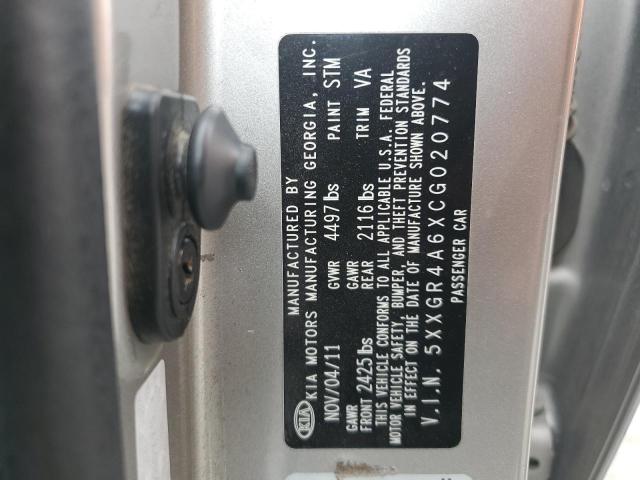 MANUFACTURED BY
KIA KIA MOTORS MANUFACTURING GEORGIA, INC.
NOV/04/11 GVWR 4497lbs PAINT STM
GAWR FRONT 2425lbs GAWR REAR 2116lbs TRIM VA
THIS VEHICLE CONFORMS TO ALL APPLICABLE U.S.A. FEDERAL
MOTOR VEHICLE SAFETY, BUMPER, AND THEFT PREVENTION STANDARDS
IN EFFECT ON THE DATE OF MANUFACTURE SHOWN ABOVE.
V.I.N. 5XXGR4A6XCG020774
PASSENGER CAR